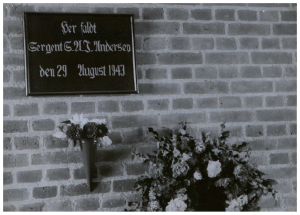 Her faldt
Sergent S.A.J. Andersen
den 29 August 1943